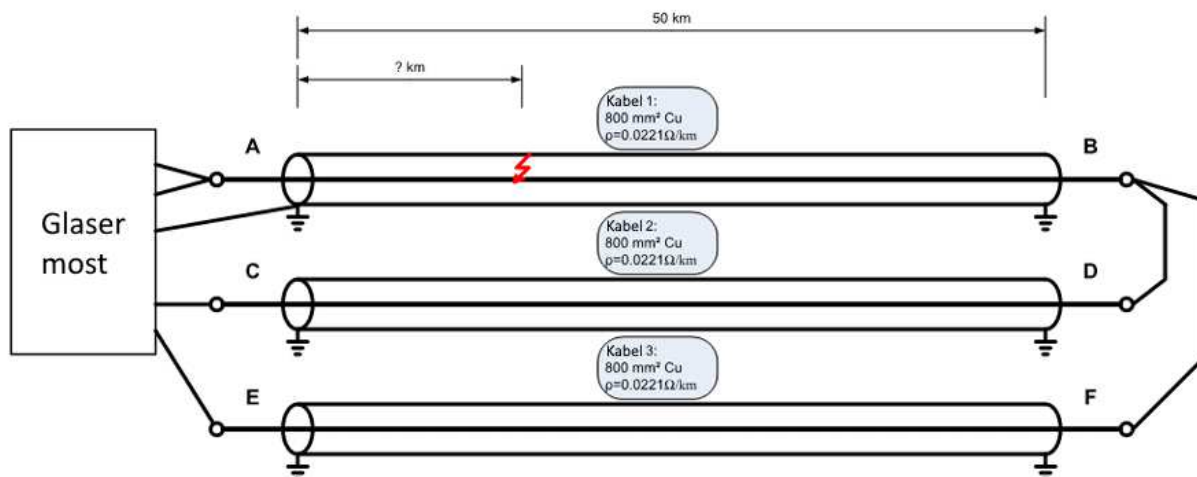 50 km
? km
Kabel 1:
800 mm² Cu
ρ=0.0221Ω/km
A
B
Glaser
most
Kabel 2:
800 mm² Cu
ρ=0.0221Ω/km
C
D
Kabel 3:
800 mm² Cu
ρ=0.0221Ω/km
E
F